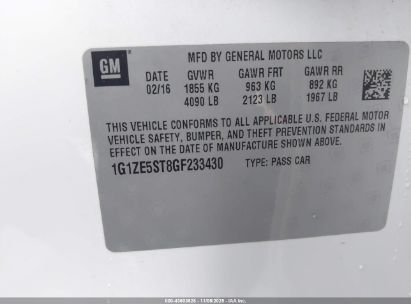 GM
MFD BY GENERAL MOTORS LLC
DATE GVWR GAWR FRT GAWR RR
02/16 1855 KG 963 KG 892 KG
4090 LB 2123 LB 1967 LB
THIS VEHICLE CONFORMS TO ALL APPLICABLE U.S. FEDERAL MOTOR
VEHICLE SAFETY, BUMPER, AND THEFT PREVENTION STANDARDS IN
EFFECT ON THE DATE OF MANUFACTURE SHOWN ABOVE.
1G1ZE5ST8GF233430 TYPE: PASS CAR